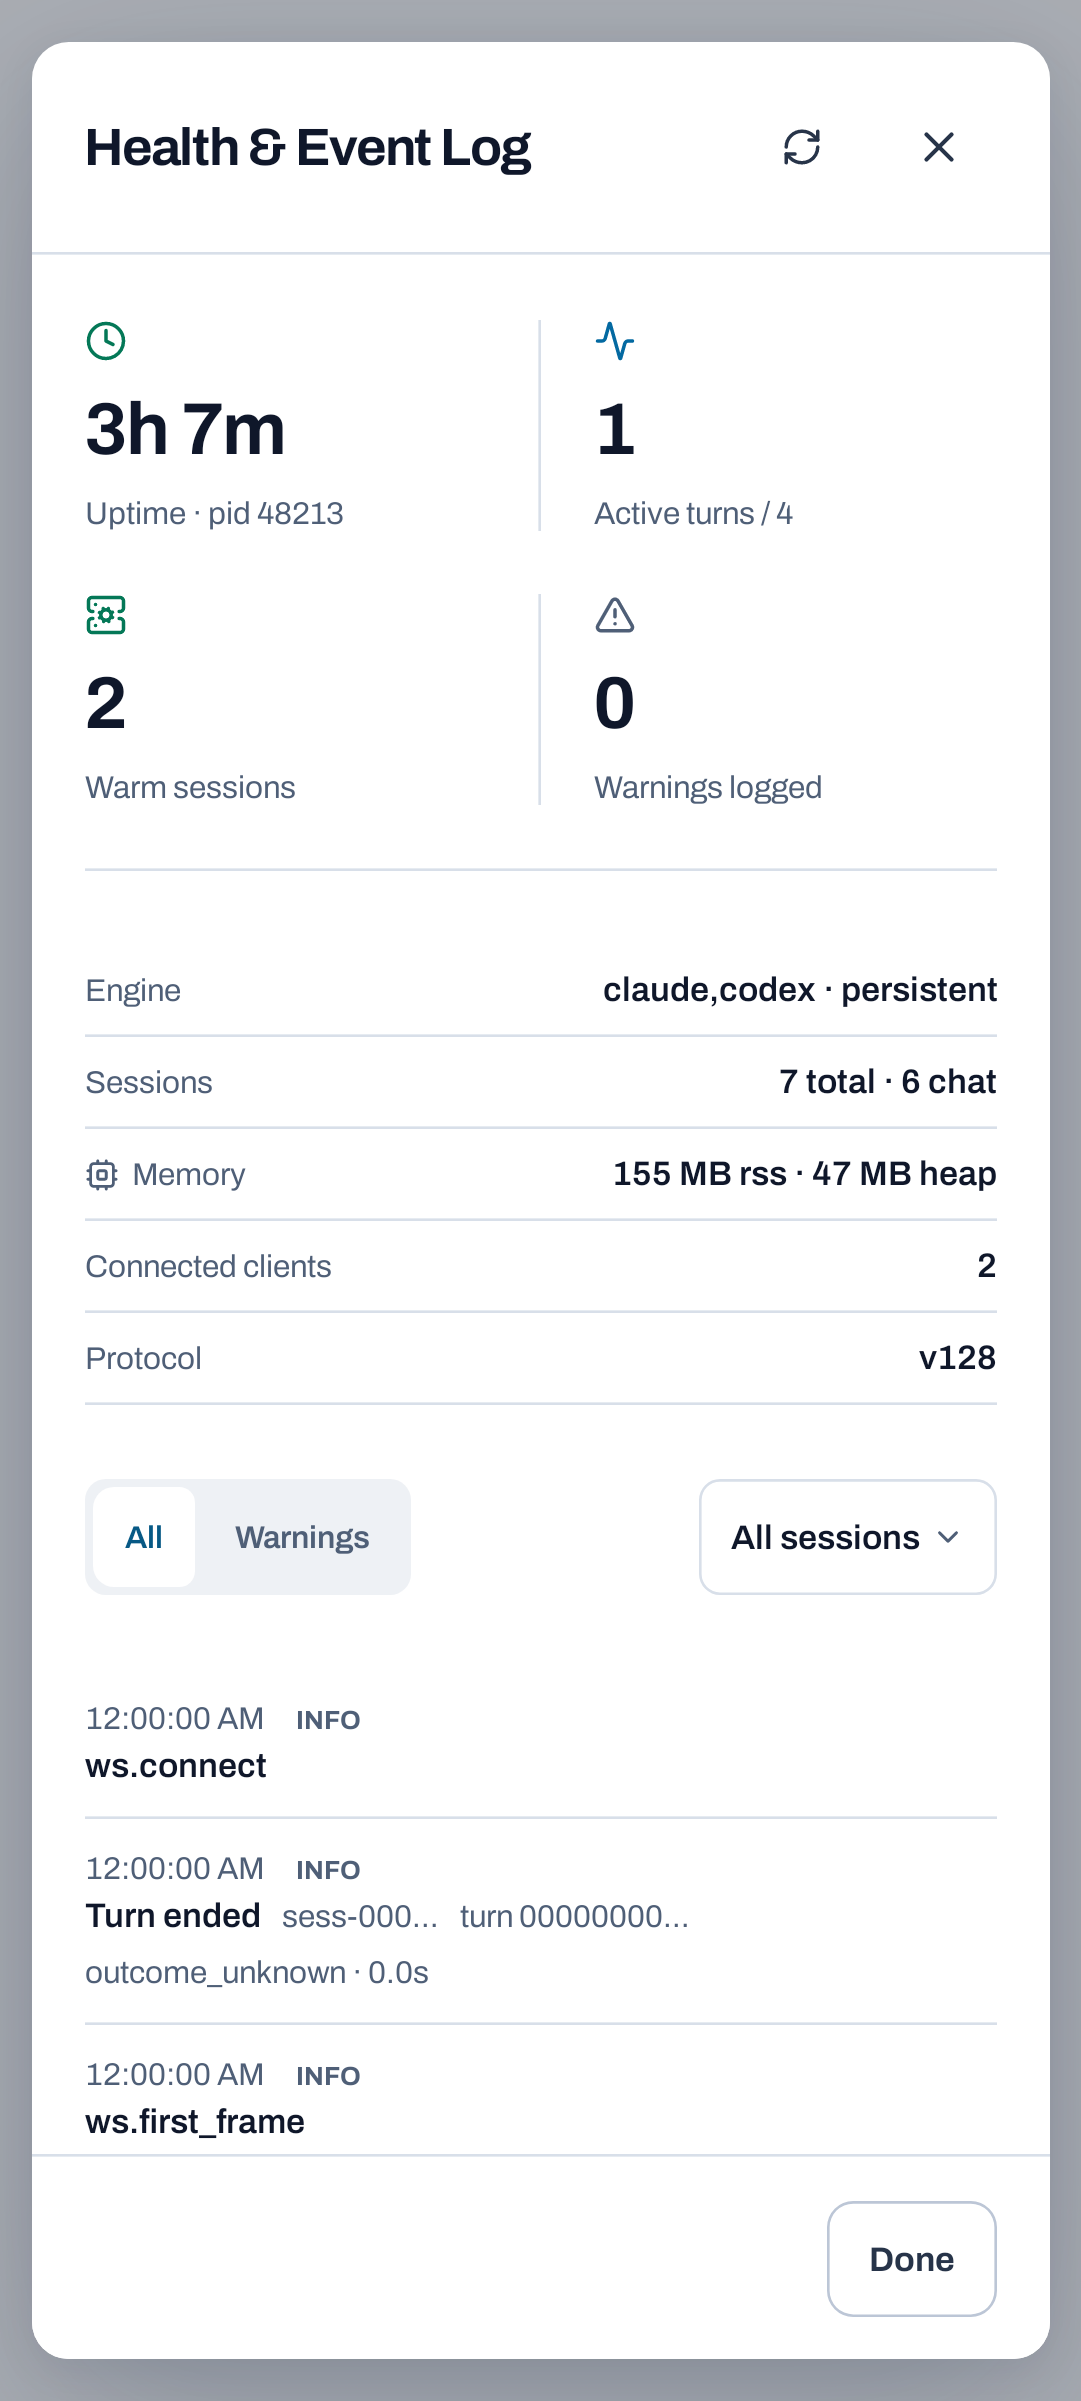 Health & Event Log
3h 7m
Uptime · pid 48213
1
Active turns / 4
2
Warm sessions
0
Warnings logged
Engine claude,codex · persistent
Sessions 7 total · 6 chat
Memory 155 MB rss · 47 MB heap
Connected clients 2
Protocol v128
All Warnings All sessions
12:00:00 AM INFO
ws.connect
12:00:00 AM INFO
Turn ended sess-000... turn 00000000...
outcome_unknown · 0.0s
12:00:00 AM INFO
ws.first_frame
Done